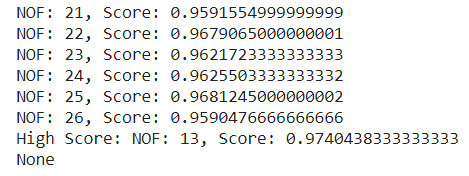 NOF: 21, Score: 0.9591554999999999
NOF: 22, Score: 0.9679065000000001
NOF: 23, Score: 0.9621723333333333
NOF: 24, Score: 0.9625503333333332
NOF: 25, Score: 0.9681245000000002
NOF: 26, Score: 0.9590476666666666
High Score: NOF: 13, Score: 0.9740438333333333
None